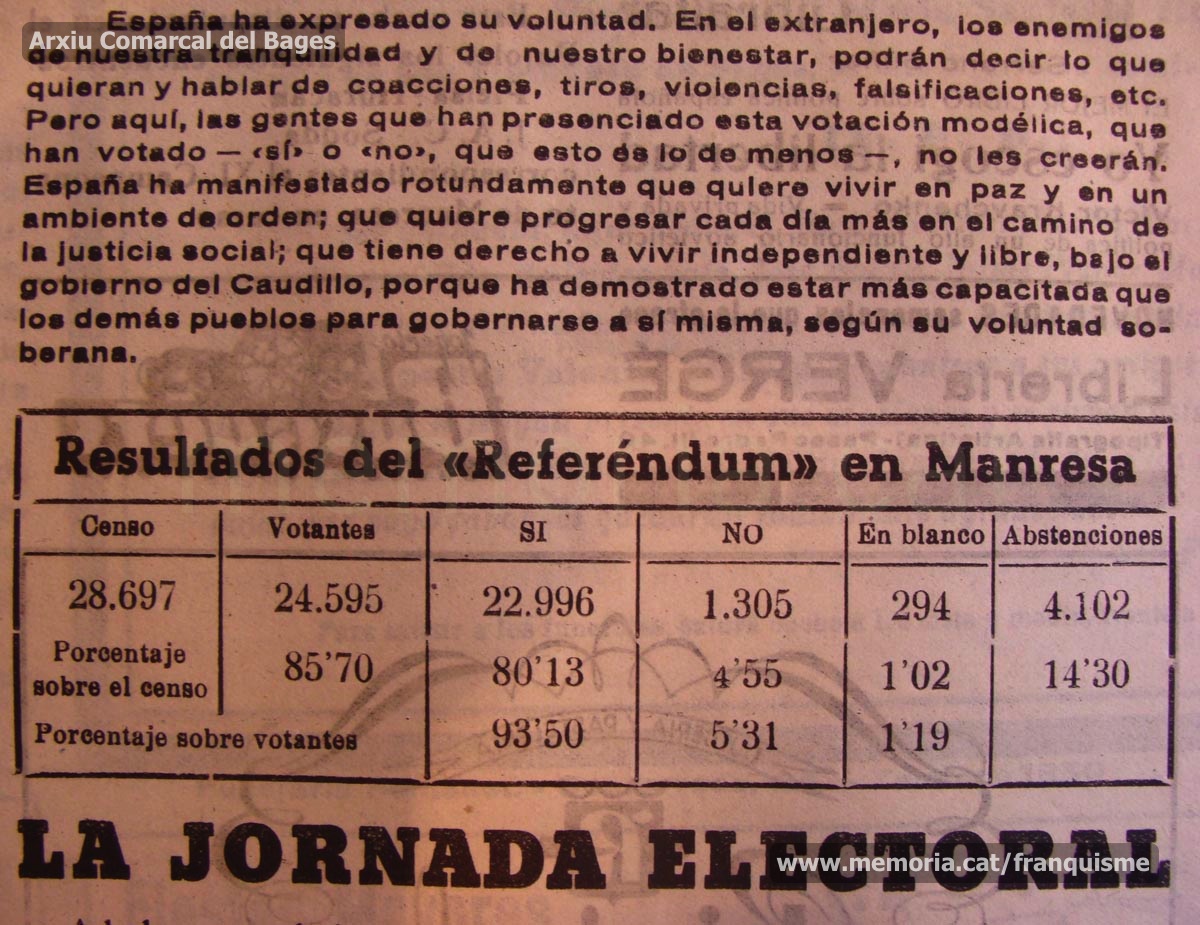 España ha expresado su voluntad. En el extranjero, los enemigos
Arxiu Comarcal del Bages
de nuestra tranquilidad y de nuestro bienestar, podrán decir lo que
quieran y hablar de coacciones, tiros, violencias, falsificaciones, etc.
Pero aquí, las gentes que han presenciado esta votación modélica, que
han votado — «sí» o «no», que esto es lo de menos —, no les creerán.
España ha manifestado rotundamente que quiere vivir en paz y en un
ambiente de orden; que quiere progresar cada día más en el camino de
la justicia social; que tiene derecho a vivir independiente y libre, bajo el
gobierno del Caudillo, porque ha demostrado estar más capacitada que
los demás pueblos para gobernarse a sí misma, según su voluntad so-
berana.
Librería VERGÉ
Resultados del «Referéndum» en Manresa
Censo Votantes SI NO En blanco Abstenciones
28.697 24.595 22.996 1.305 294 4.102
Porcentaje
sobre el censo 85'70 80'13 4'55 1'02 14'30
Porcentaje sobre votantes 93'50 5'31 1'19
LA JORNADA ELECTORAL
www.memoria.cat/franquisme